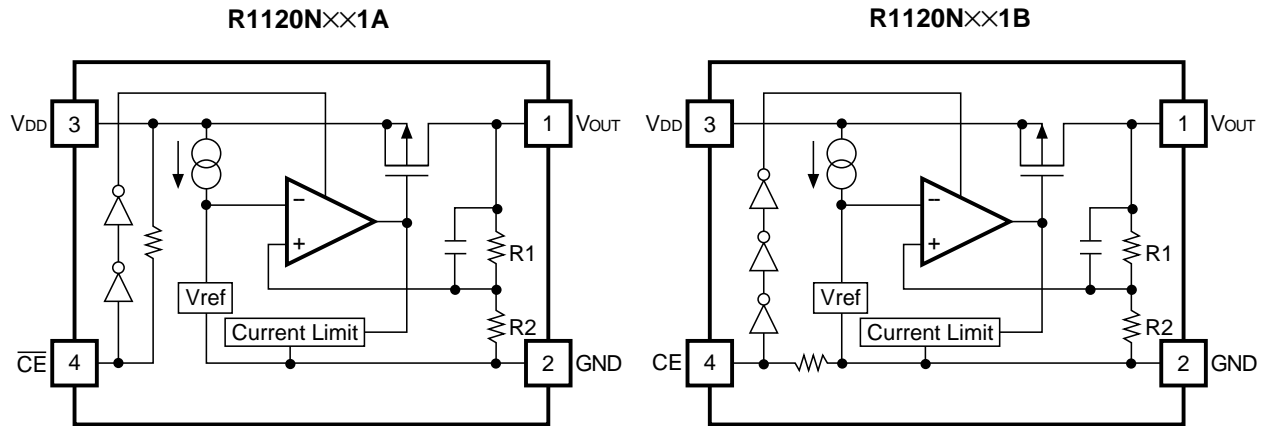 R1120N××1A
VDD 3
1 VOUT
−
+
R1
Vref
R2
Current Limit
C̅E̅ 4
2 GND
R1120N××1B
VDD 3
1 VOUT
−
+
R1
Vref
R2
Current Limit
CE 4
2 GND